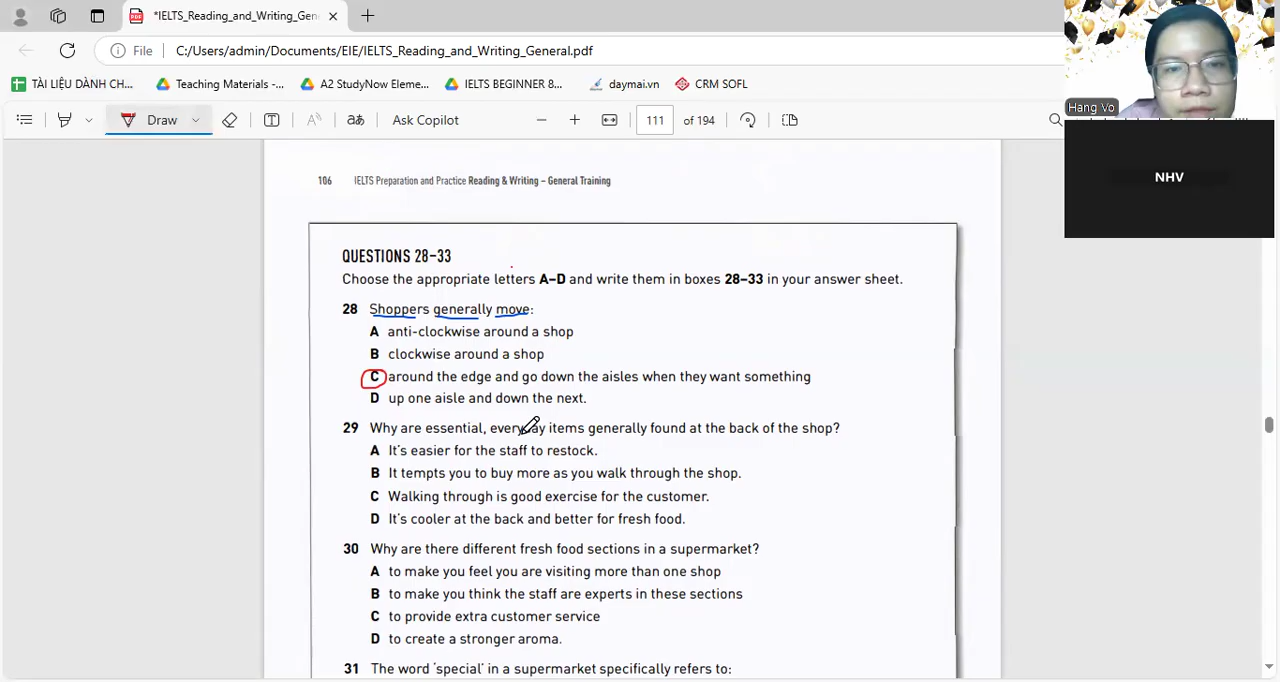 *IELTS_Reading_and_Writing_Gen
File C:/Users/admin/Documents/EIE/IELTS_Reading_and_Writing_General.pdf
TÀI LIỆU DÀNH CH... Teaching Materials -... A2 StudyNow Eleme... IELTS BEGINNER 8... daymai.vn CRM SOFL
Draw Ask Copilot 111 of 194
Hang Vo
NHV
106 IELTS Preparation and Practice Reading & Writing – General Training
QUESTIONS 28–33
Choose the appropriate letters A–D and write them in boxes 28–33 in your answer sheet.
28 Shoppers generally move:
A anti-clockwise around a shop
B clockwise around a shop
C around the edge and go down the aisles when they want something
D up one aisle and down the next.
29 Why are essential, everyday items generally found at the back of the shop?
A It's easier for the staff to restock.
B It tempts you to buy more as you walk through the shop.
C Walking through is good exercise for the customer.
D It's cooler at the back and better for fresh food.
30 Why are there different fresh food sections in a supermarket?
A to make you feel you are visiting more than one shop
B to make you think the staff are experts in these sections
C to provide extra customer service
D to create a stronger aroma.
31 The word 'special' in a supermarket specifically refers to: